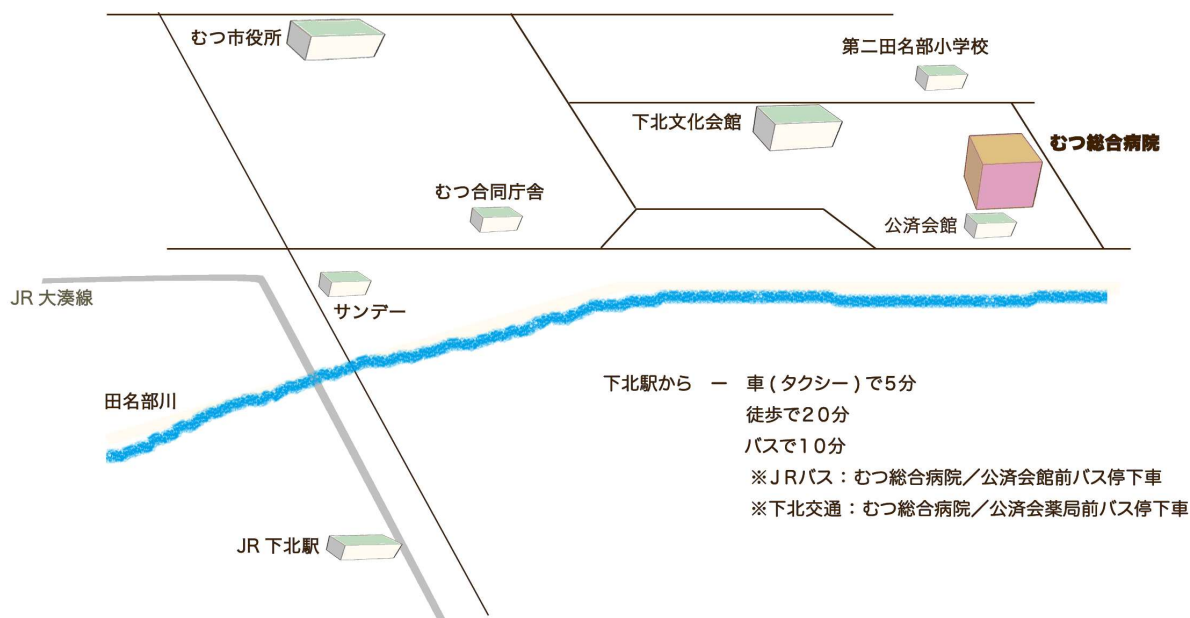 むつ市役所
第二田名部小学校
下北文化会館
むつ総合病院
むつ合同庁舎
公済会館
JR 大湊線
サンデー
田名部川
下北駅から ー 車 ( タクシー ) で５分
徒歩で２０分
バスで１０分
※ＪＲバス：むつ総合病院／公済会館前バス停下車
※下北交通：むつ総合病院／公済会薬局前バス停下車
JR 下北駅